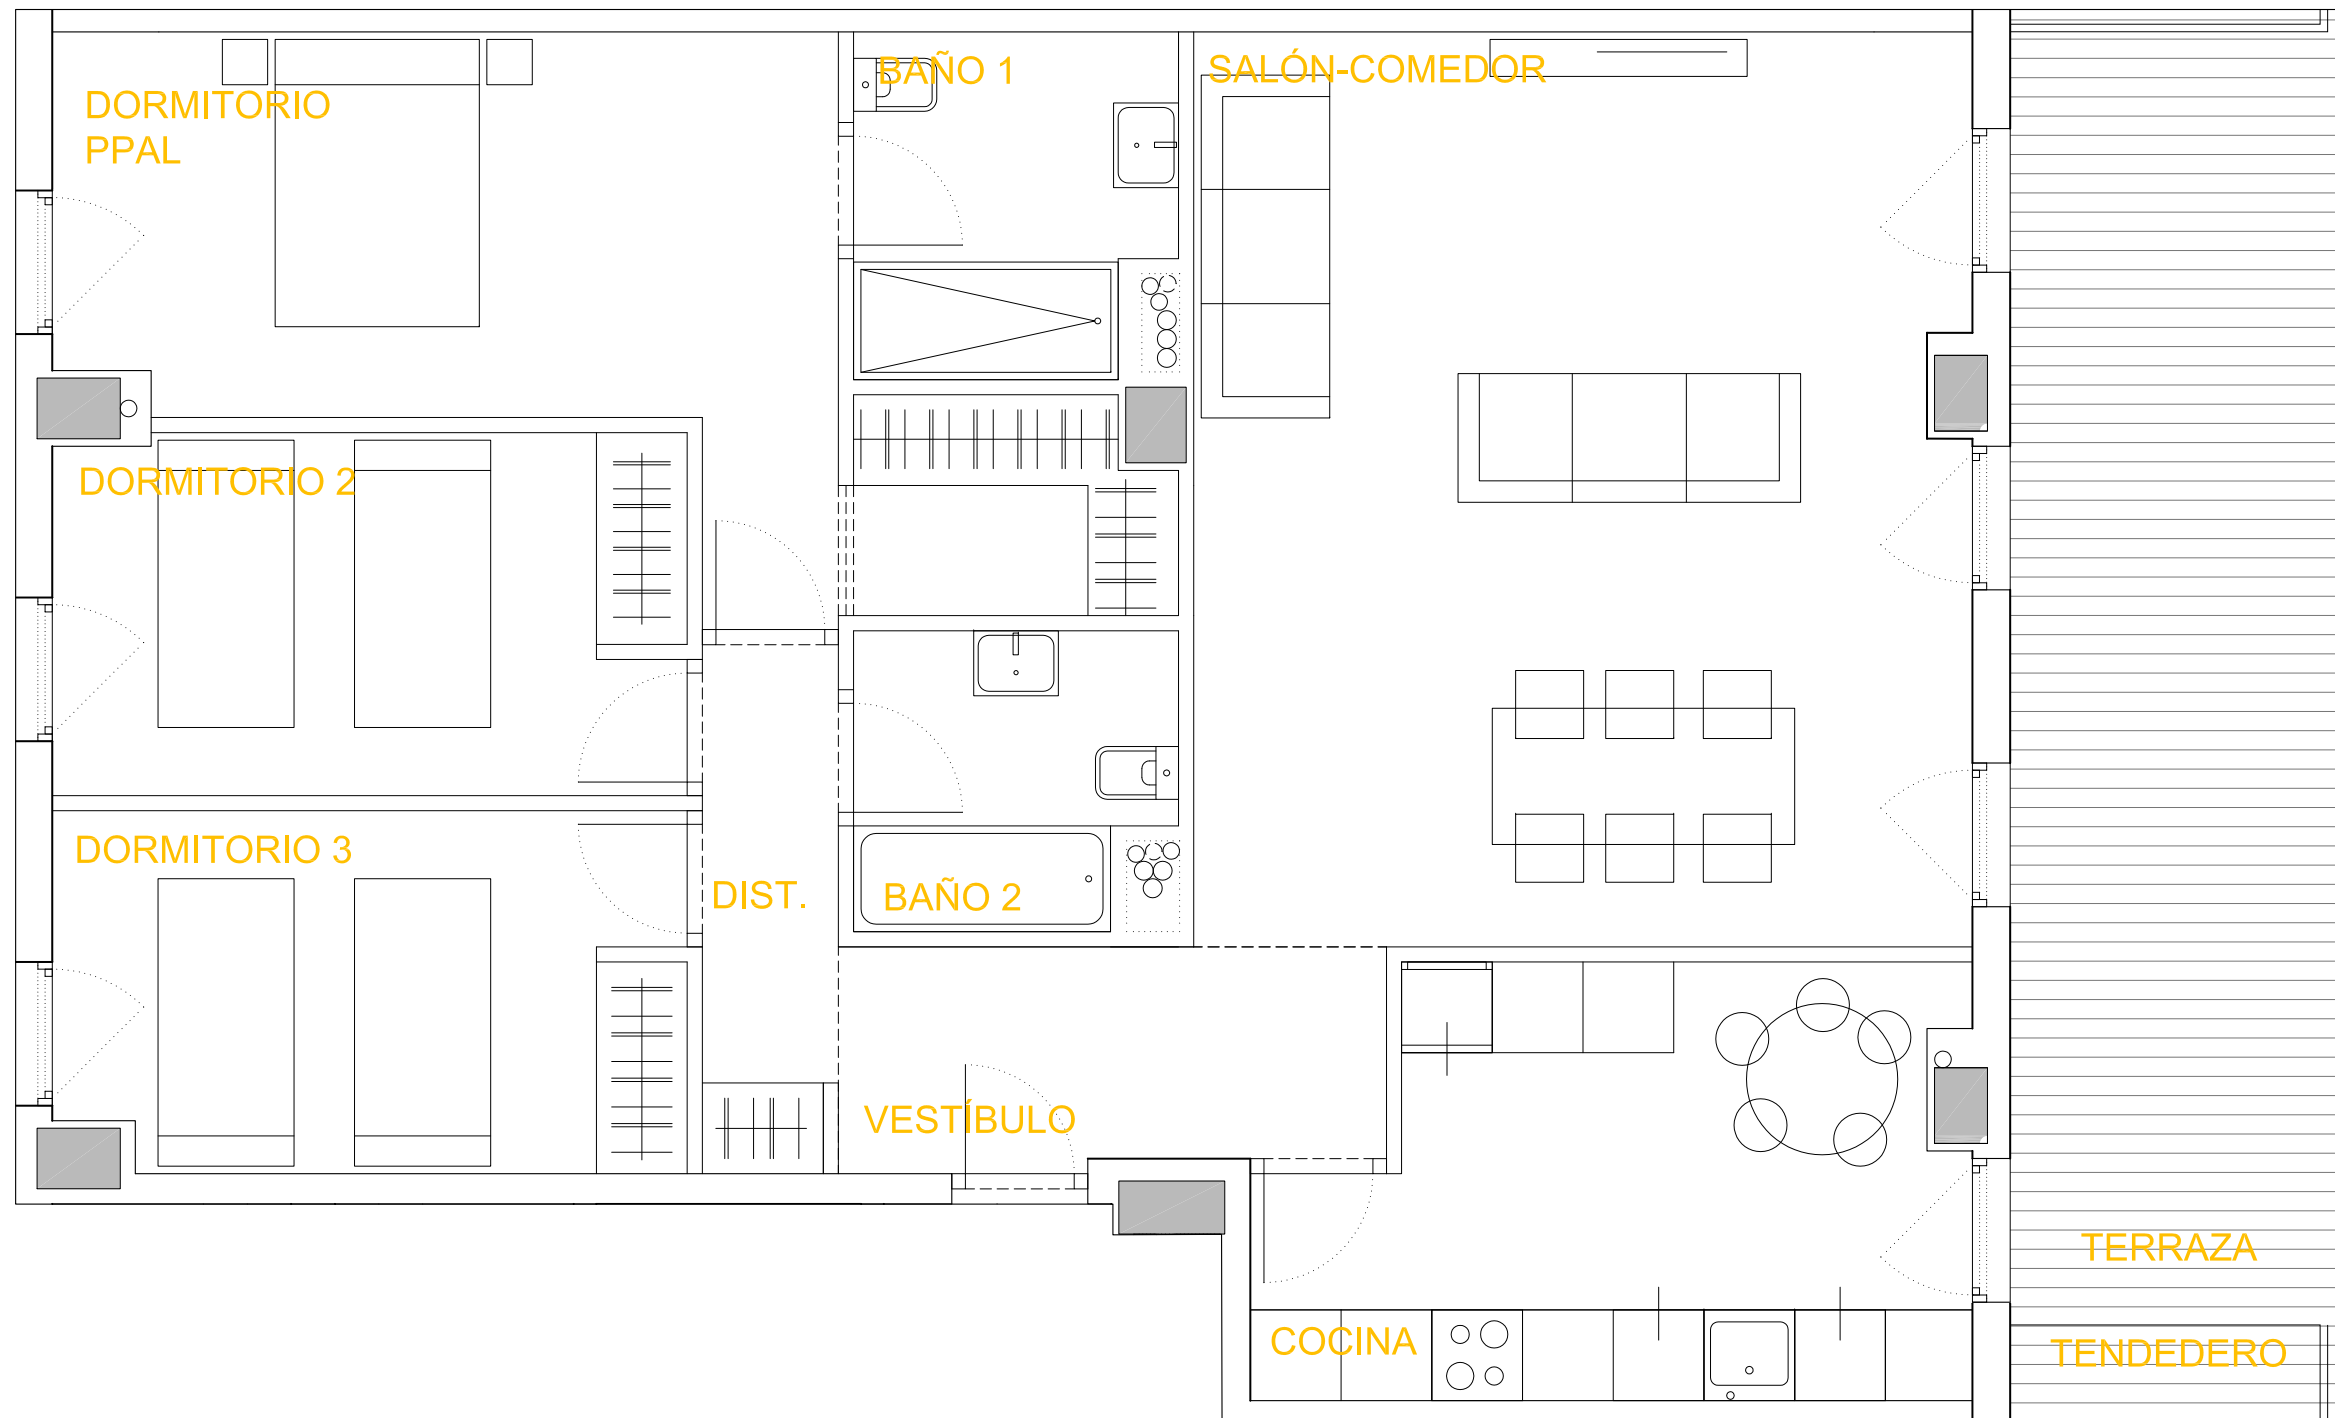 BAÑO 1
SALÓN-COMEDOR
DORMITORIO
PPAL
DORMITORIO 2
DORMITORIO 3
DIST.
BAÑO 2
VESTÍBULO
TERRAZA
COCINA
TENDEDERO